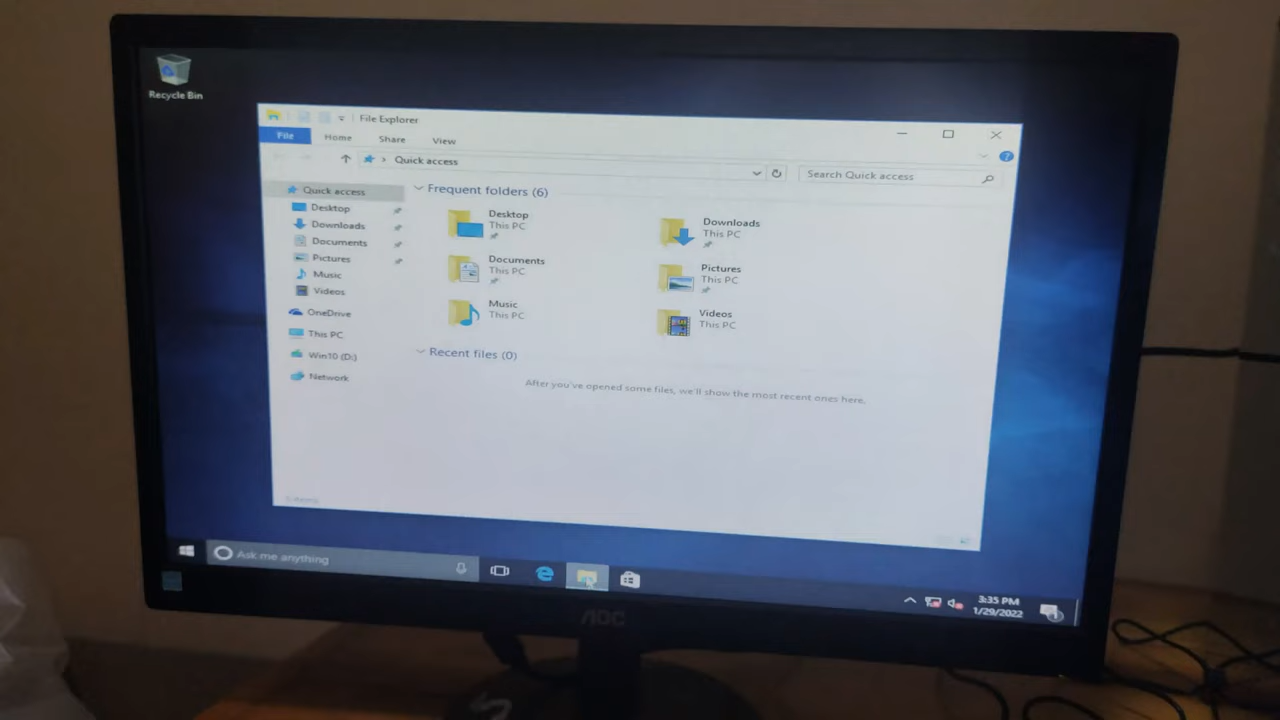 Recycle Bin
File Explorer
File Home Share View
Quick access
Search Quick access
Quick access
Desktop
Downloads
Documents
Pictures
Music
Videos
OneDrive
This PC
Win10 (D:)
Network
Frequent folders (6)
Desktop
This PC
Downloads
This PC
Documents
This PC
Pictures
This PC
Music
This PC
Videos
This PC
Recent files (0)
After you've opened some files, we'll show the most recent ones here.
Ask me anything
3:35 PM
1/29/2022
AOC